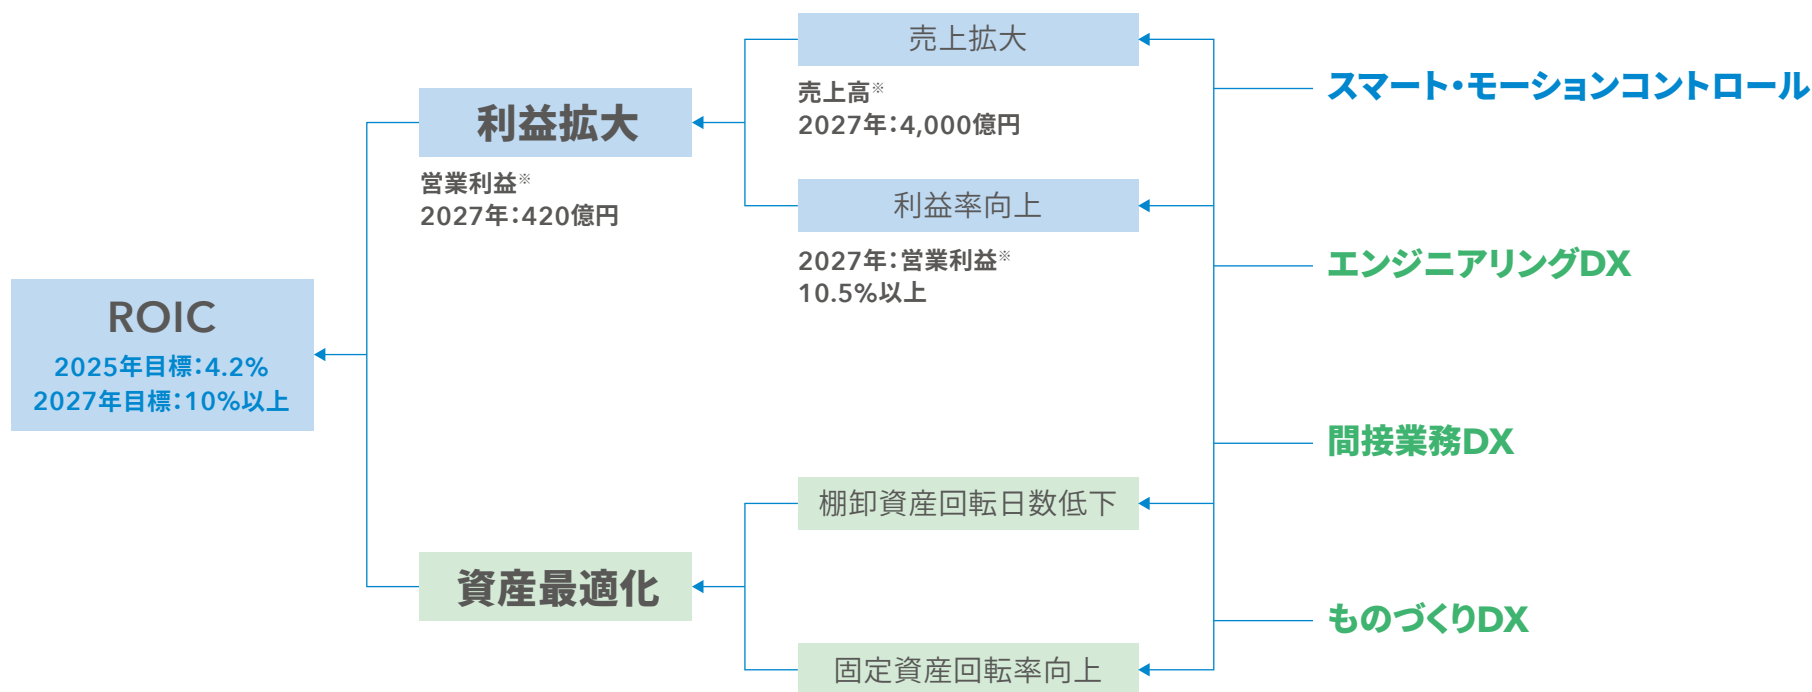 ROIC
2025年目標：4.2%
2027年目標：10%以上
利益拡大
営業利益※
2027年：420億円
資産最適化
売上拡大
売上高※
2027年：4,000億円
利益率向上
2027年：営業利益※
10.5%以上
棚卸資産回転日数低下
固定資産回転率向上
スマート・モーションコントロール
エンジニアリングDX
間接業務DX
ものづくりDX